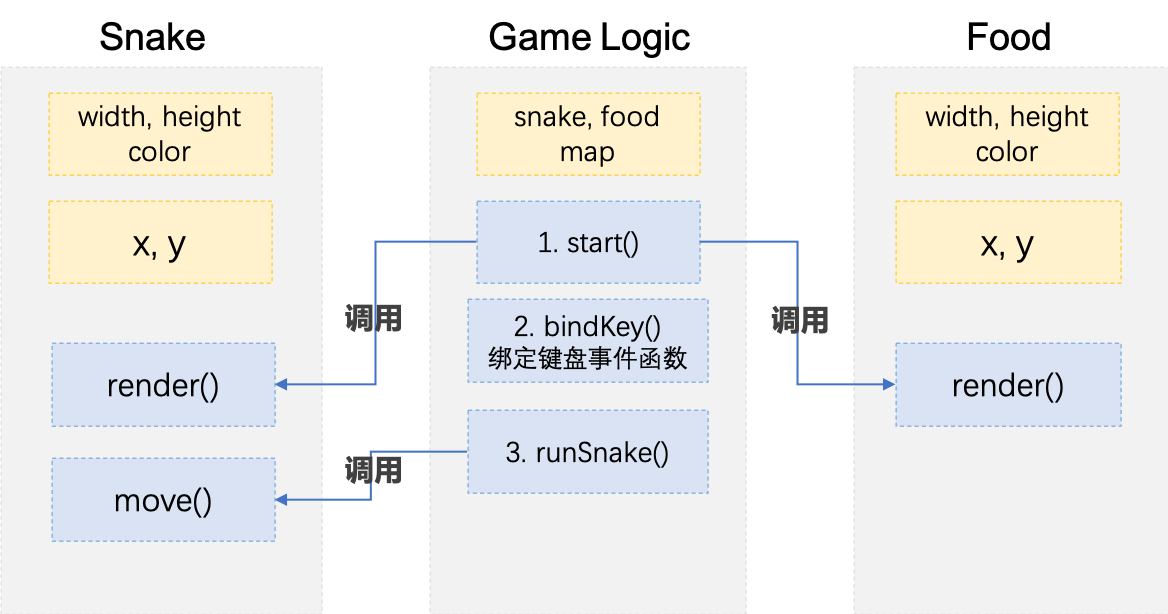 Snake
width, height
color
x, y
render()
move()
Game Logic
snake, food
map
1. start()
2. bindKey()
绑定键盘事件函数
3. runSnake()
调用
调用
调用
Food
width, height
color
x, y
render()